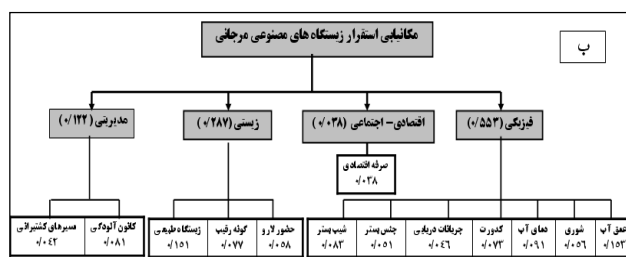 مکانیابی استقرار زیستگاه های مصنوعی مرجانی
ب
فیزیکی (۰/۵۵۳)
اقتصادی- اجتماعی (۰/۰۳۸)
زیستی (۰/۲۸۷)
مدیریتی (۰/۱۲۲)
صرفه اقتصادی
۰/۰۳۸
عمق آب
۰/۱۵۳
شوری
۰/۰۵۶
دمای آب
۰/۰۹۱
کدورت
۰/۰۷۳
جریانات دریایی
۰/۰۴۶
جنس بستر
۰/۰۵۱
شیب بستر
۰/۰۸۳
حضور لارو
۰/۰۵۸
گونه رقیب
۰/۰۷۷
زیستگاه طبیعی
۰/۱۵۱
کانون آلودگی
۰/۰۸۱
مسیرهای کشتیرانی
۰/۰۴۲